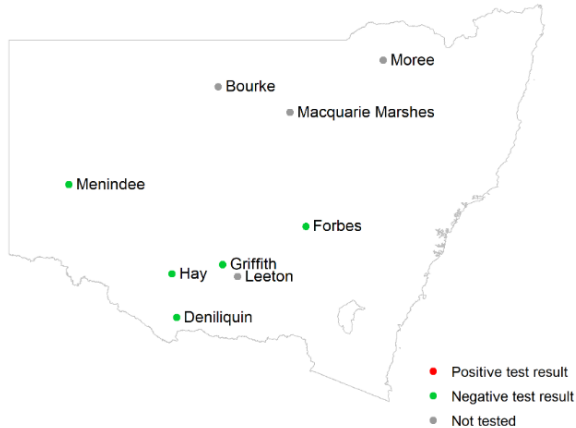 Moree
Bourke
Macquarie Marshes
Menindee
Forbes
Griffith
Hay
Leeton
Deniliquin
Positive test result
Negative test result
Not tested